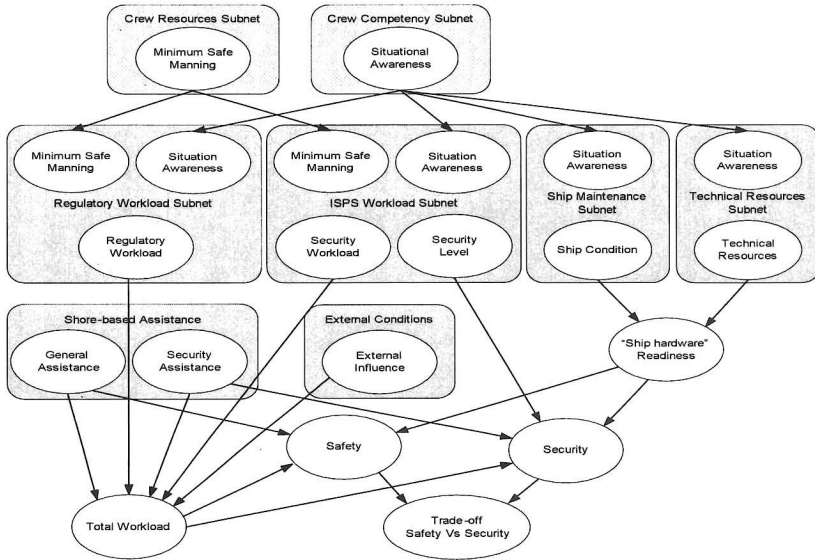 Crew Resources Subnet
Crew Competency Subnet
Minimum Safe
Manning
Situational
Awareness
Minimum Safe
Manning
Situation
Awareness
Minimum Safe
Manning
Situation
Awareness
Situation
Awareness
Situation
Awareness
Regulatory Workload Subnet
ISPS Workload Subnet
Ship Maintenance
Subnet
Technical Resources
Subnet
Regulatory
Workload
Security
Workload
Security
Level
Ship Condition
Technical
Resources
Shore-based Assistance
External Conditions
General
Assistance
Security
Assistance
External
Influence
"Ship hardware"
Readiness
Safety
Security
Total Workload
Trade-off
Safety Vs Security